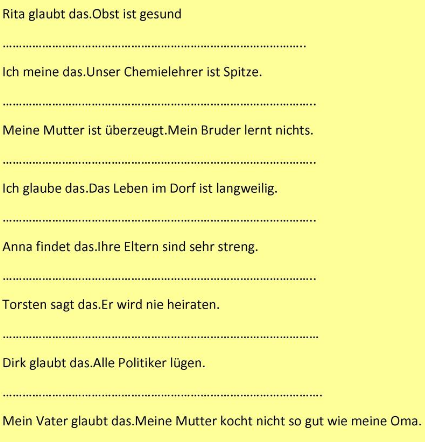 Rita glaubt das.Obst ist gesund
……………………………………………………………………………..
Ich meine das.Unser Chemielehrer ist Spitze.
………………………………………………………………………………..
Meine Mutter ist überzeugt.Mein Bruder lernt nichts.
………………………………………………………………………………..
Ich glaube das.Das Leben im Dorf ist langweilig.
………………………………………………………………………………..
Anna findet das.Ihre Eltern sind sehr streng.
………………………………………………………………………………..
Torsten sagt das.Er wird nie heiraten.
…………………………………………………………………………………
Dirk glaubt das.Alle Politiker lügen.
………………………………………………………………………………….
Mein Vater glaubt das.Meine Mutter kocht nicht so gut wie meine Oma.